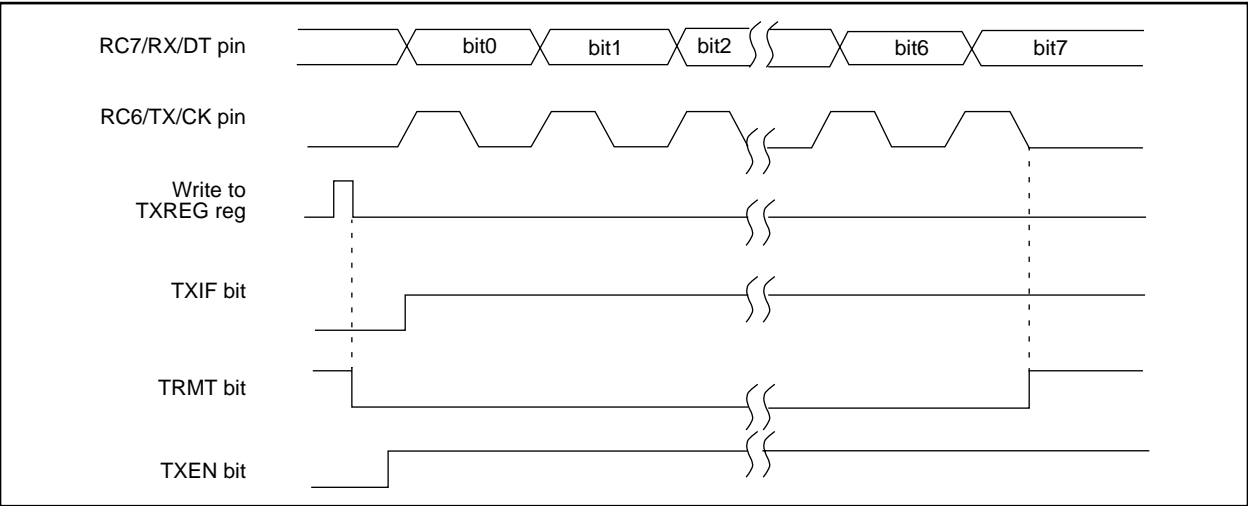 RC7/RX/DT pin
bit0 bit1 bit2 bit6 bit7
RC6/TX/CK pin
Write to
TXREG reg
TXIF bit
TRMT bit
TXEN bit